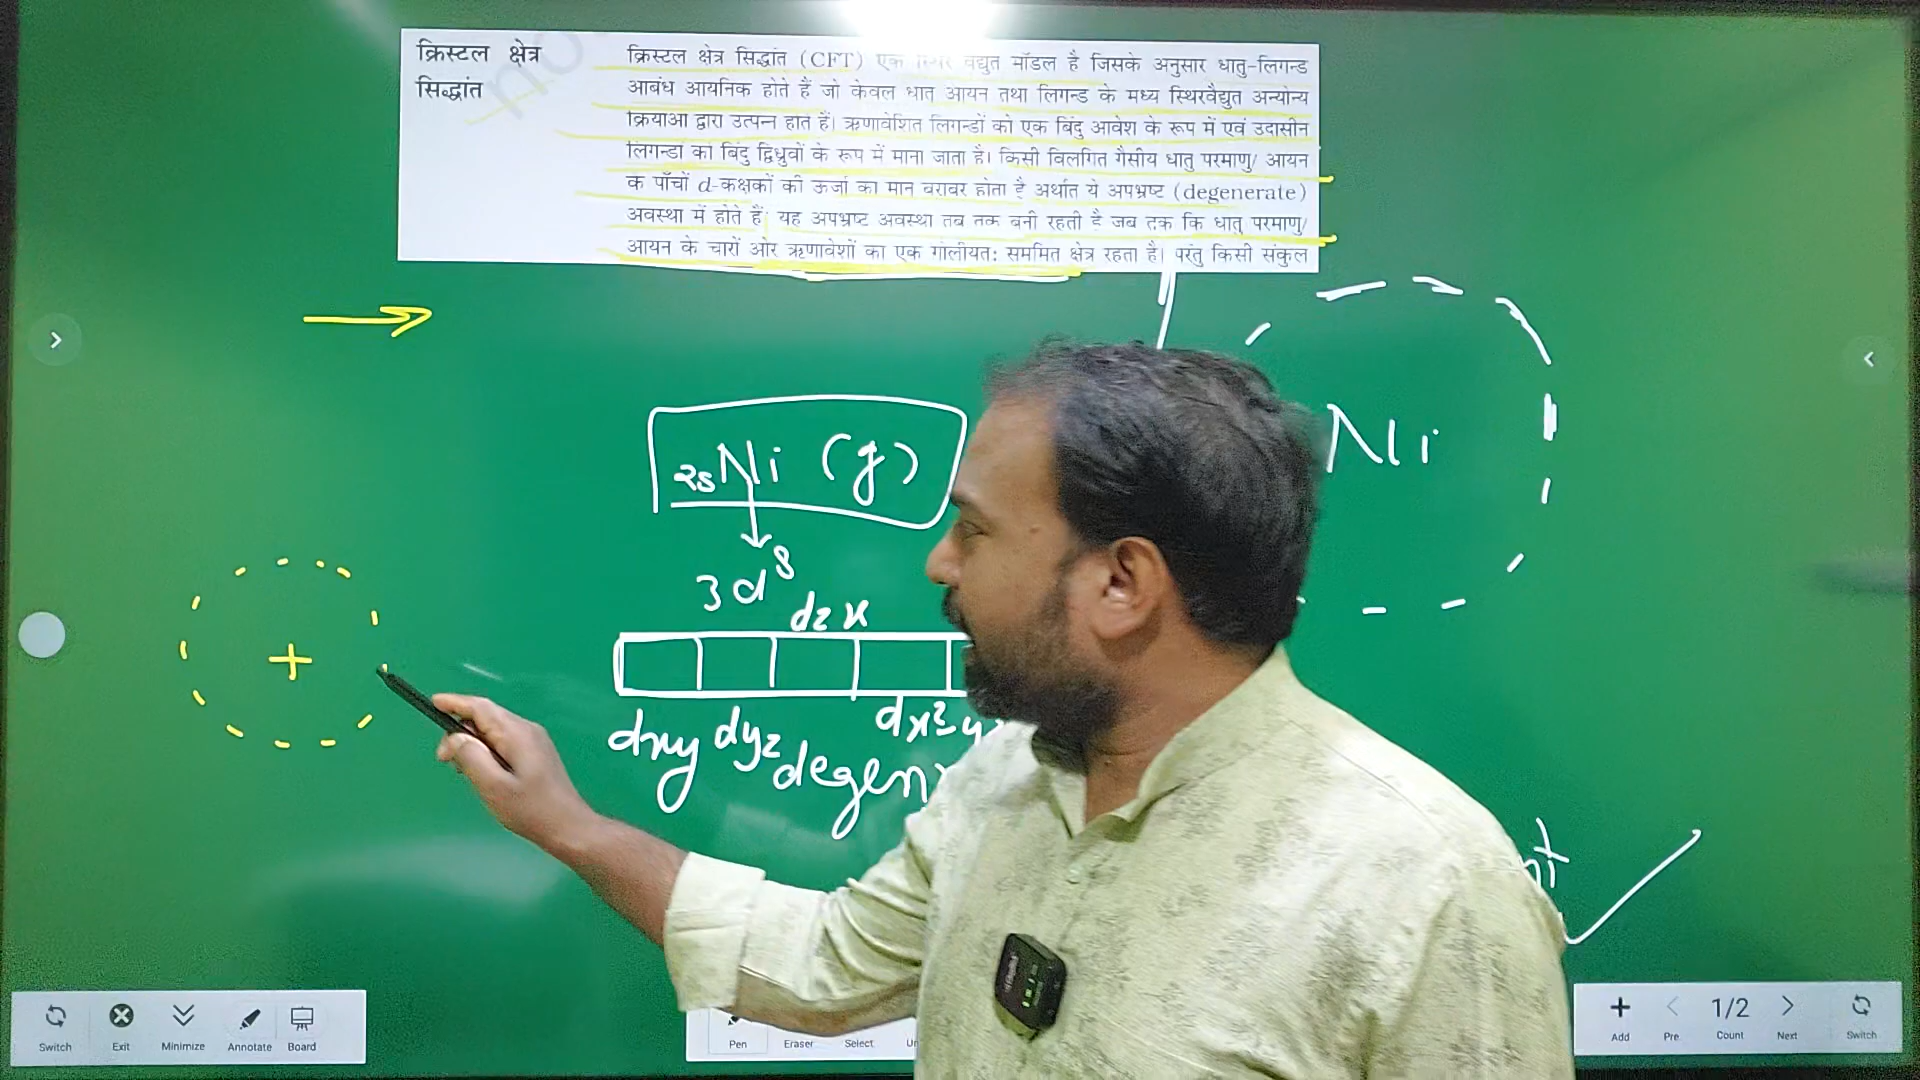 क्रिस्टल क्षेत्र
सिद्धांत
क्रिस्टल क्षेत्र सिद्धांत (CFT) एक वैद्युत मॉडल है जिसके अनुसार धातु-लिगन्ड
आबंध आयनिक होते हैं जो केवल धातु आयन तथा लिगन्ड के मध्य स्थिरवैद्युत अन्योन्य
क्रियाओं द्वारा उत्पन्न होते हैं। ऋणावेशित लिगन्डों को एक बिंदु आवेश के रूप में एवं उदासीन
लिगन्डों को बिंदु द्विध्रुवों के रूप में माना जाता है। किसी विलगित गैसीय धातु परमाणु/ आयन
के पाँचों d-कक्षकों की ऊर्जा का मान बराबर होता है अर्थात ये अपभ्रष्ट (degenerate)
अवस्था में होते हैं। यह अपभ्रष्ट अवस्था तब तक बनी रहती है जब तक कि धातु परमाणु/
आयन के चारों ओर ऋणावेशों का एक गोलीयतः सममित क्षेत्र रहता है। परंतु किसी संकुल
28Ni (g)
Ni
3d8
dzx
+
dxy dyz dx2-y2
degen
Switch Exit Minimize Annotate Board
Pen Eraser Select
1/2
Add Pre Count Next Switch